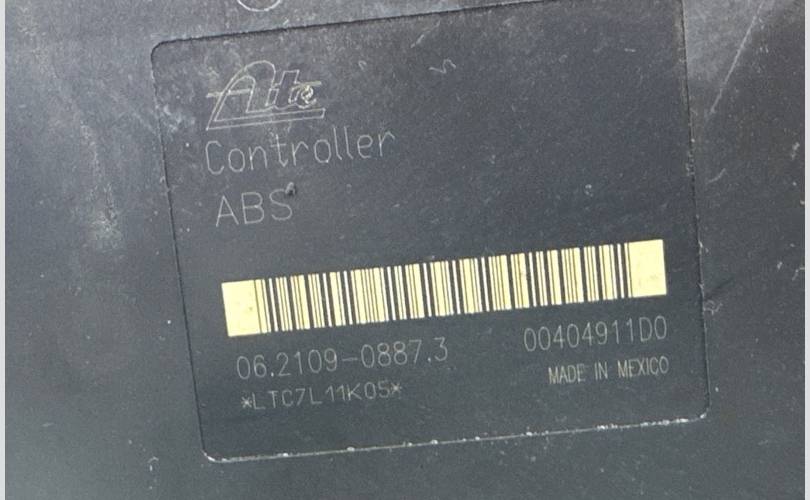 Ate
Controller
ABS
06.2109-0887.3
00404911D0
*LTC7L11K05*
MADE IN MEXICO